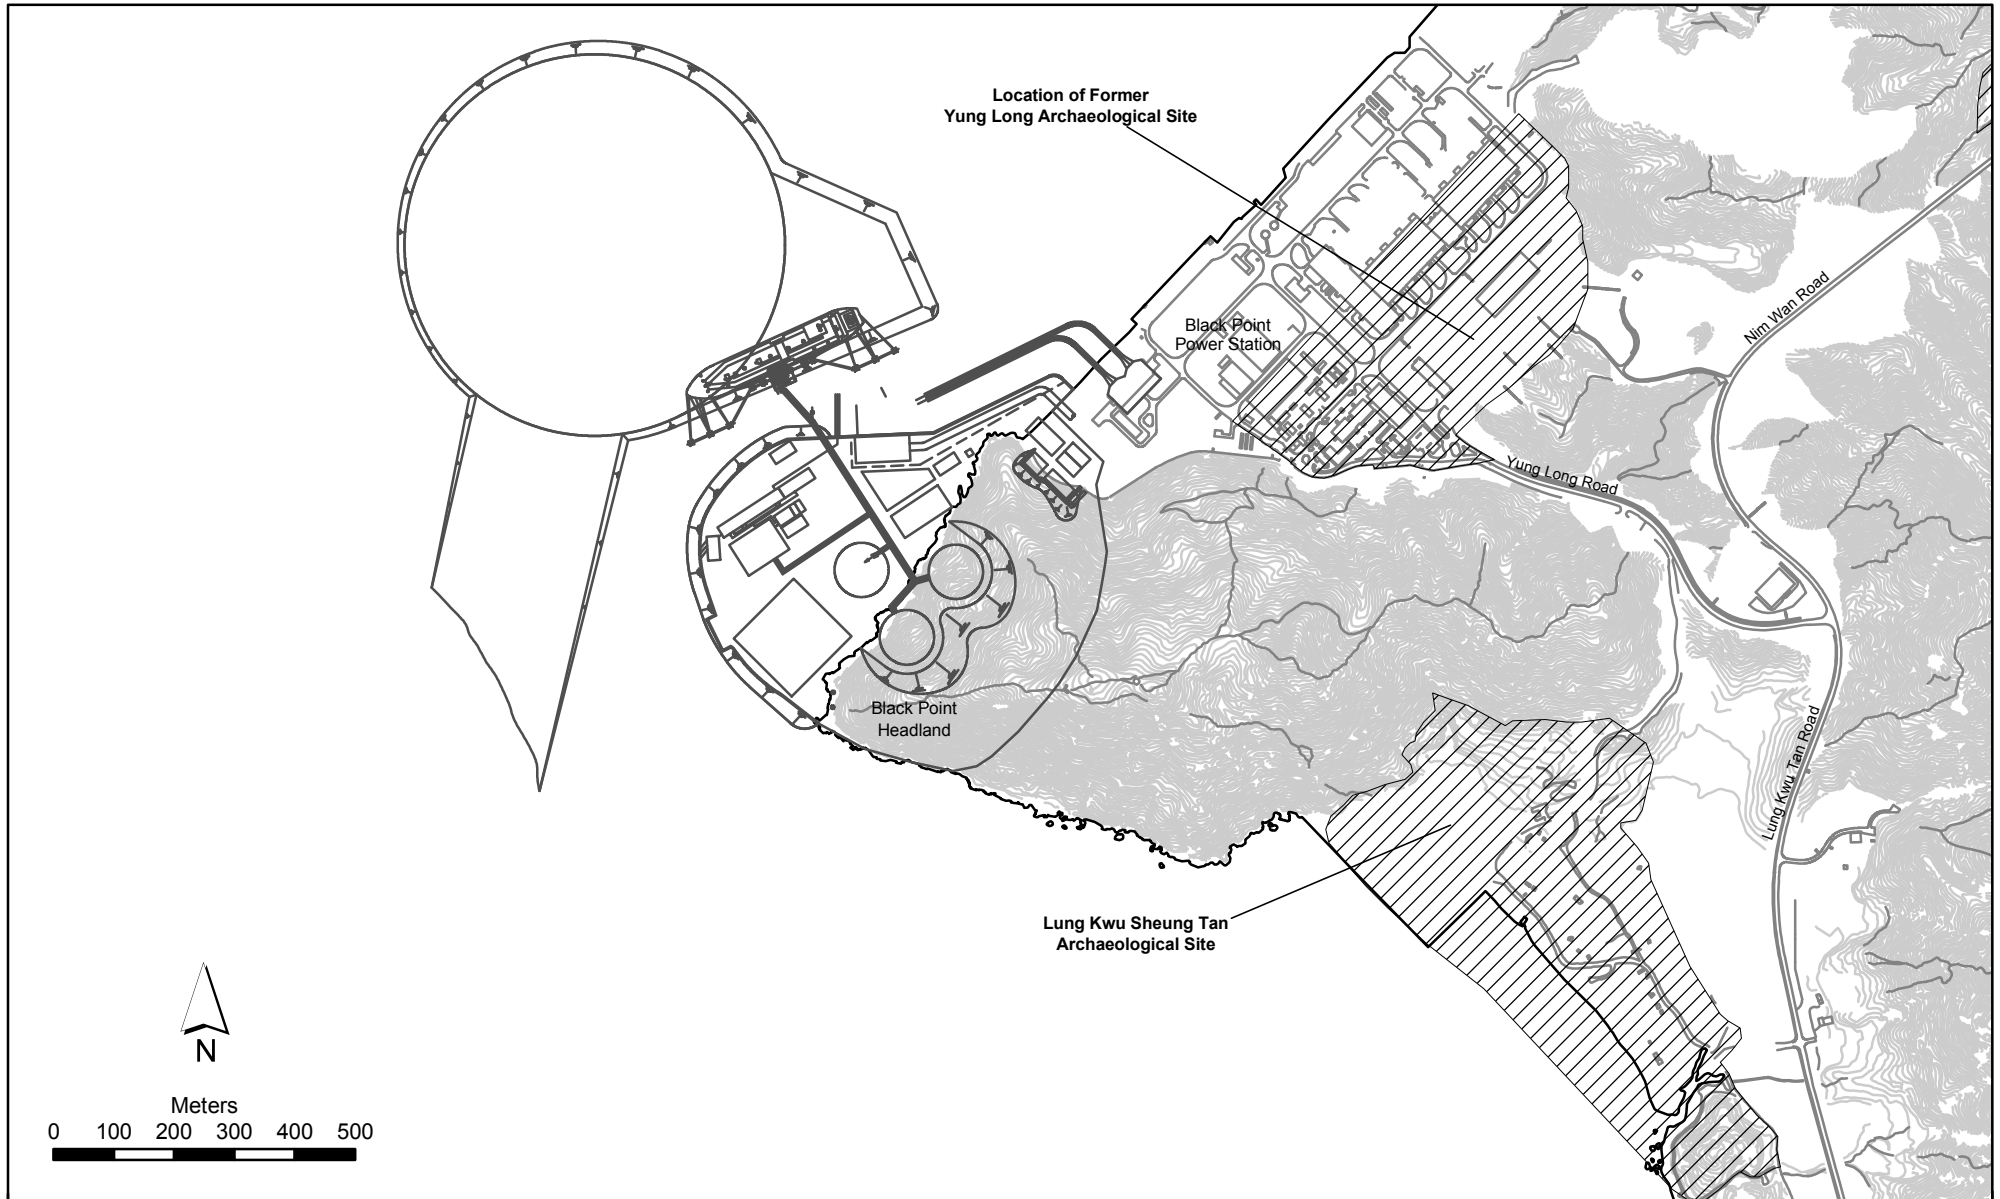 Location of Former
Yung Long Archaeological Site
Nim Wan Road
Black Point
Power Station
Yung Long Road
Black Point
Headland
Lung Kwu Tan Road
Lung Kwu Sheung Tan
Archaeological Site
N
Meters
0 100 200 300 400 500